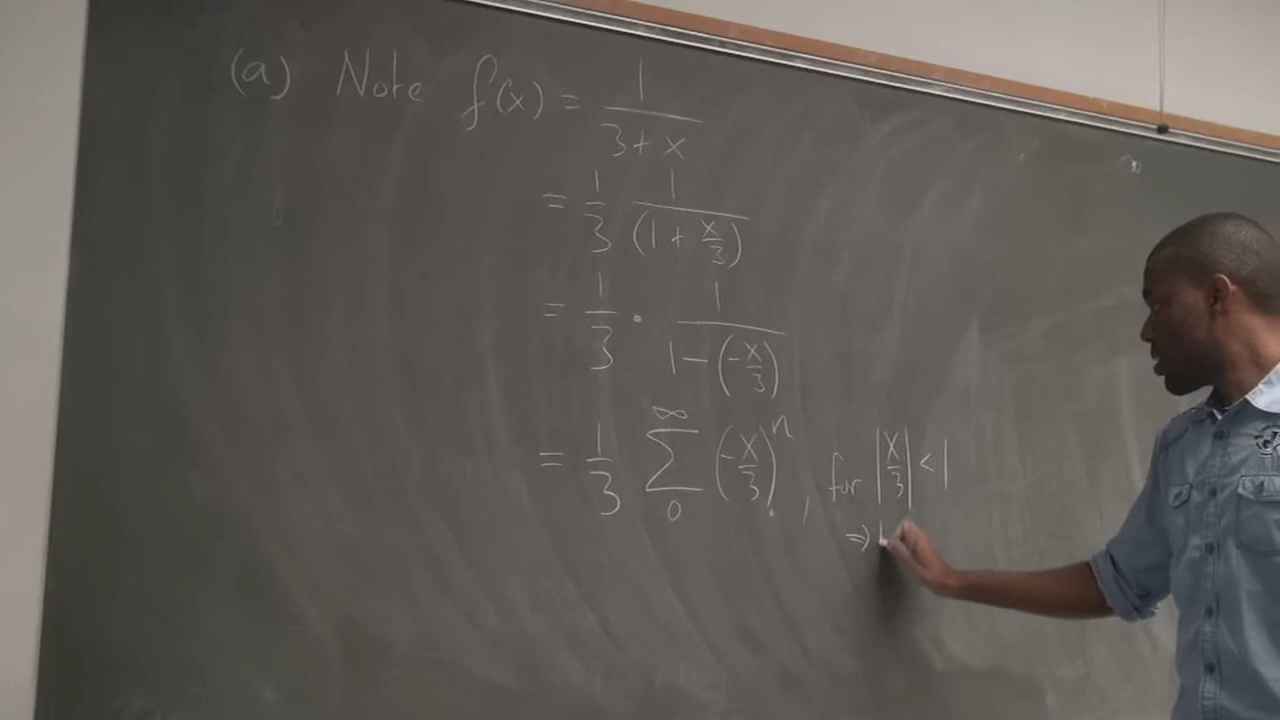 (a) Note f(x) = 1/(3+x)
= 1/3 1/(1 + x/3)
= 1/3 · 1/(1-(-x/3))
= 1/3 ∑_0^∞ (-x/3)^n, for |x/3| < 1
⇒ |